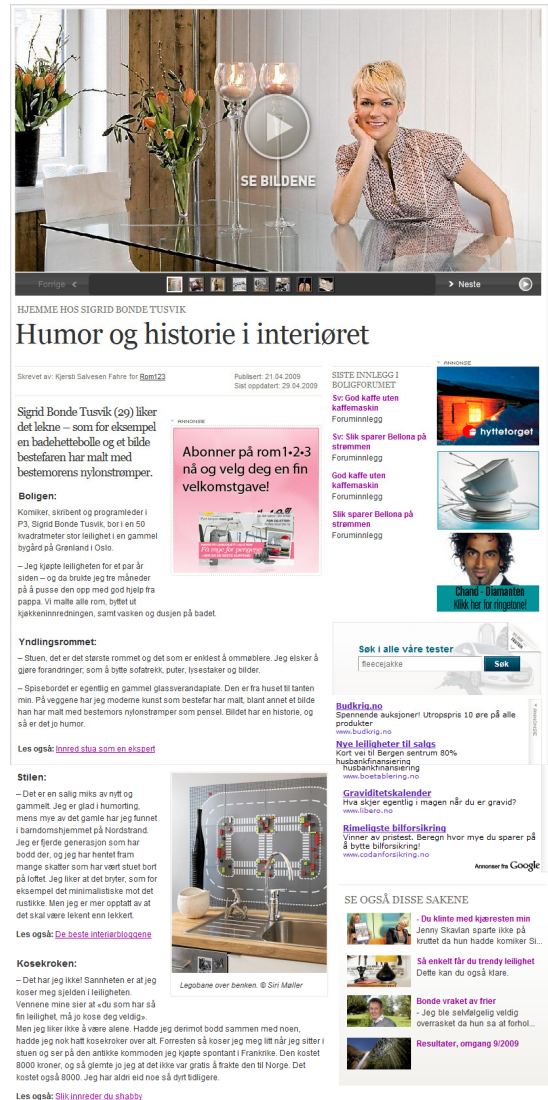 SE BILDENE
Forrige
Neste
HJEMME HOS SIGRID BONDE TUSVIK
Humor og historie i interiøret
Skrevet av: Kjersti Salvesen Fahre for Rom123
Publisert: 21.04.2009
Sist oppdatert: 29.04.2009
Sigrid Bonde Tusvik (29) liker
det lekne – som for eksempel
en badehettebolle og et bilde
bestefaren har malt med
bestemorens nylonstrømper.
ANNONSE
Abonner på rom1•2•3
nå og velg deg en fin
velkomstgave!
Få mye for pengene
Boligen:
Komiker, skribent og programleder i
P3, Sigrid Bonde Tusvik, bor i en 50
kvadratmeter stor leilighet i en gammel
bygård på Grønland i Oslo.
– Jeg kjøpte leiligheten for et par år
siden – og da brukte jeg tre måneder
på å pusse den opp med god hjelp fra
pappa. Vi malte alle rom, byttet ut
kjøkkeninnredningen, samt vasken og dusjen på badet.
Yndlingsrommet:
– Stuen, det er det største rommet og det som er enklest å ommøblere. Jeg elsker å
gjøre forandringer; som å bytte sofatrekk, puter, lysestaker og bilder.
– Spisebordet er egentlig en gammel glassverandaplate. Den er fra huset til tanten
min. På veggene har jeg moderne kunst som bestefar har malt, blant annet et bilde
han har malt med bestemors nylonstrømper som pensel. Bildet har en historie, og
så er det jo humor.
Les også: Innred stua som en ekspert
Stilen:
– Det er en salig miks av nytt og
gammelt. Jeg er glad i humorting,
mens mye av det gamle har jeg funnet
i barndomshjemmet på Nordstrand.
Jeg er fjerde generasjon som har
bodd der, og jeg har hentet fram
mange skatter som har vært stuet bort
på loftet. Jeg liker at det bryter, som for
eksempel det minimalistiske mot det
rustikke. Men jeg er mer opptatt av at
det skal være lekent enn lekkert.
Les også: De beste interiørbloggene
Legobane over benken. © Siri Møller
Kosekroken:
– Det har jeg ikke! Sannheten er at jeg
koser meg sjelden i leiligheten.
Vennene mine sier at «du som har så
fin leilighet, må jo kose deg veldig».
Men jeg liker ikke å være alene. Hadde jeg derimot bodd sammen med noen,
hadde jeg nok hatt kosekroker over alt. Forresten så koser jeg meg litt når jeg sitter i
stuen og ser på den antikke kommoden jeg kjøpte spontant i Frankrike. Den kostet
8000 kroner, og så glemte jo jeg at det ikke var gratis å frakte den til Norge. Det
kostet også 8000. Jeg har aldri eid noe så dyrt tidligere.
Les også: Slik innreder du shabby
SISTE INNLEGG I
BOLIGFORUMET
Sv: God kaffe uten
kaffemaskin
Foruminnlegg
Sv: Slik sparer Bellona på
strømmen
Foruminnlegg
God kaffe uten
kaffemaskin
Foruminnlegg
Slik sparer Bellona på
strømmen
Foruminnlegg
ANNONSE
hyttetorget
Chand - Diamanten
Klikk her for ringetone!
Søk i alle våre tester
fleecejakke
Søk
ANNONSE
Budkrig.no
Spennende auksjoner! Utropspris 10 øre på alle
produkter
www.budkrig.no
Nye leiligheter til salgs
Kort vei til Bergen sentrum 80%
husbankfinansiering
husbankfinansiering
www.boetablering.no
Graviditetskalender
Hva skjer egentlig i magen når du er gravid?
www.libero.no
Rimeligste bilforsikring
Vinner av pristest. Beregn hvor mye du sparer på
å bytte bilforsikring!
www.codanforsikring.no
Annonser fra Google
SE OGSÅ DISSE SAKENE
- Du klinte med kjæresten min
Jenny Skavlan sparte ikke på
kruttet da hun hadde komiker Si...
Så enkelt får du trendy leilighet
Dette kan du også klare.
Bonde vraket av frier
- Jeg ble selvfølgelig veldig
overrasket da hun sa at forhol...
Resultater, omgang 9/2009